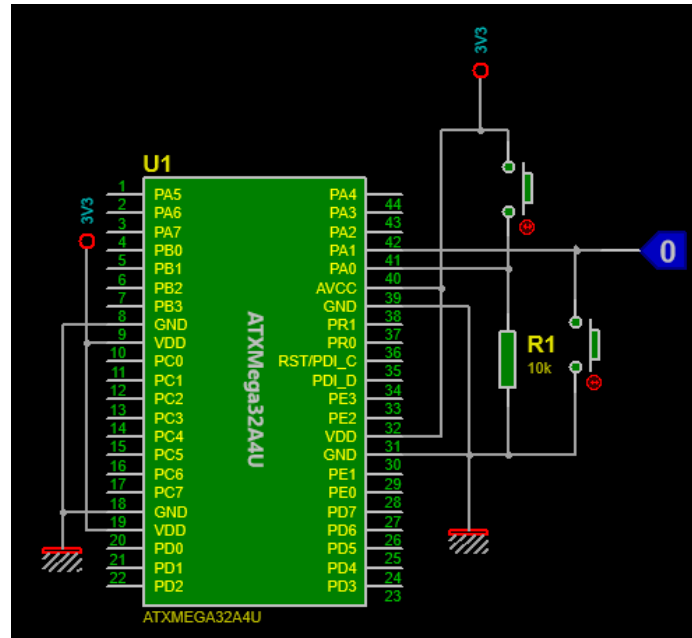 3V3
U1
3V3
1 PA5 PA4 44
2 PA6 PA3 43
3 PA7 PA2 42
4 PB0 PA1 41
5 PB1 PA0 40
6 PB2 AVCC 39
7 PB3 GND 38
8 GND PR1 37
9 VDD PR0 36
10 PC0 RST/PDI_C 35
11 PC1 PDI_D 34
12 PC2 PE3 33
13 PC3 PE2 32
14 PC4 VDD 31
15 PC5 GND 30
16 PC6 PE1 29
17 PC7 PE0 28
18 GND PD7 27
19 VDD PD6 26
20 PD0 PD5 25
21 PD1 PD4 24
22 PD2 PD3 23
ATXMega32A4U
0
R1
10k
ATXMEGA32A4U